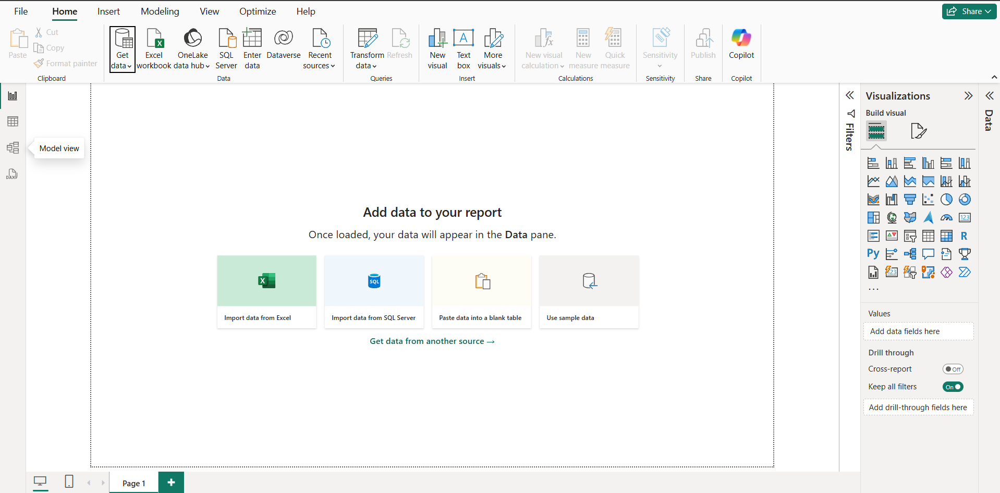 File Home Insert Modeling View Optimize Help
Share
Paste
Cut
Copy
Format painter
Clipboard
Get
data
Excel
workbook
OneLake
data hub
SQL
Server
Enter
data
Dataverse
Recent
sources
Data
Transform
data
Refresh
Queries
New
visual
A
Text
box
More
visuals
Insert
New visual
calculation
New
measure
Quick
measure
Calculations
Sensitivity
Sensitivity
Publish
Share
Copilot
Copilot
Model view
DAX
Add data to your report
Once loaded, your data will appear in the Data pane.
X
SQL
Import data from Excel
Import data from SQL Server
Paste data into a blank table
Use sample data
Get data from another source →
Filters
Visualizations
Build visual
123
R
Py
123
...
Values
Add data fields here
Drill through
Cross-report
Off
Keep all filters
On
Add drill-through fields here
Data
Page 1
+